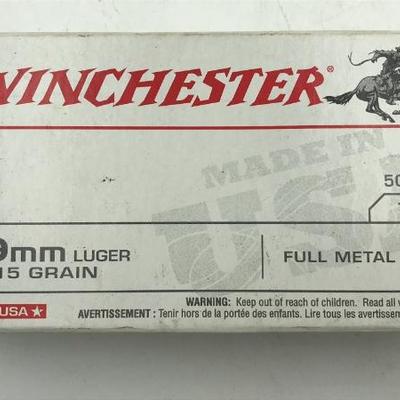 WINCHESTER®
MADE IN
USA
50
9mm LUGER
15 GRAIN
FULL METAL
USA
WARNING: Keep out of reach of children. Read all
AVERTISSEMENT : Tenir hors de la portée des enfants. Lire tous les